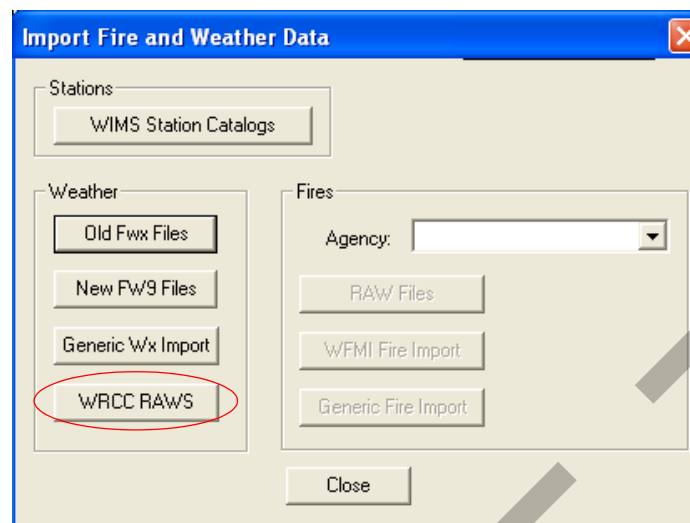 Import Fire and Weather Data
Stations
WIMS Station Catalogs
Weather
Old Fwx Files
New FW9 Files
Generic Wx Import
WRCC RAWS
Fires
Agency:
RAW Files
WFMI Fire Import
Generic Fire Import
Close